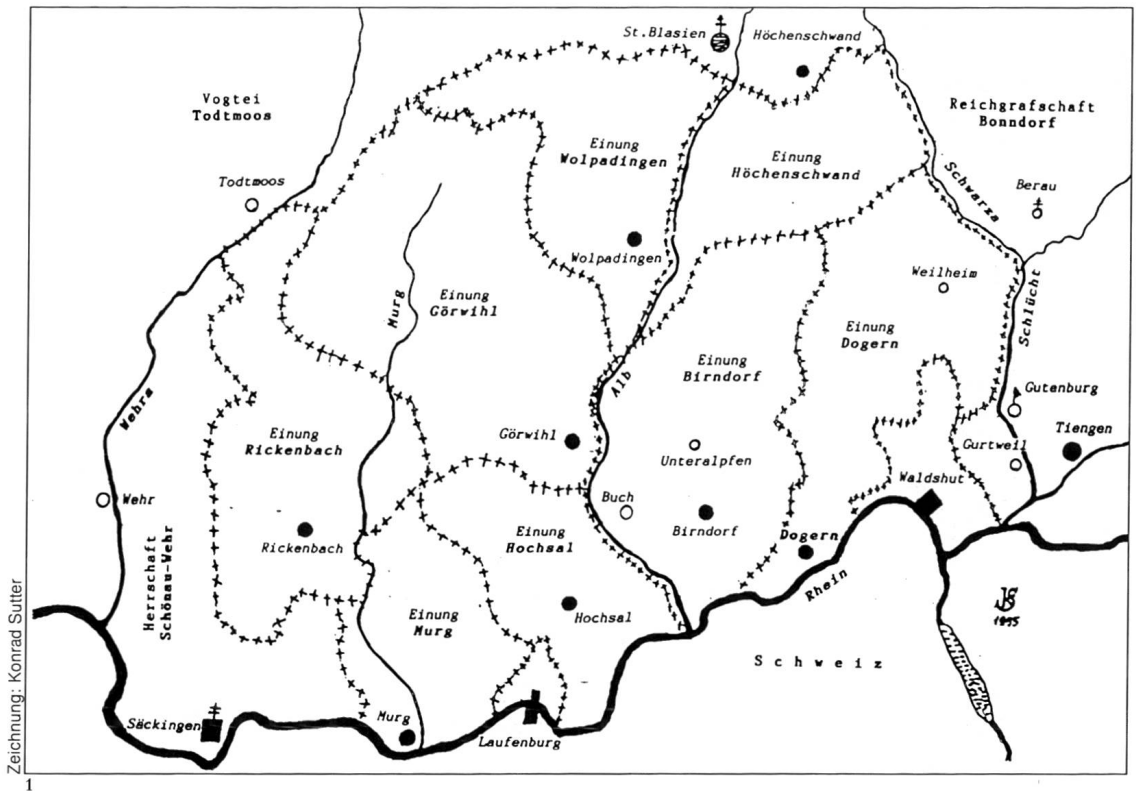 St.Blasien
Höchenschwand
Vogtei
Todtmoos
Reichgrafschaft
Bonndorf
Einung
Wolpadingen
Einung
Höchenschwand
Todtmoos
Schwarza
Berau
Wolpadingen
Weilheim
Murg
Einung
Görwihl
Schlücht
Einung
Dogern
Einung
Birndorf
Alb
Wehra
Gutenburg
Einung
Rickenbach
Görwihl
Unteralpfen
Gurtweil
Tiengen
Waldshut
Wehr
Buch
Rickenbach
Einung
Hochsal
Birndorf
Dogern
Herrschaft
Schönau-Wehr
Rhein
Einung
Murg
Hochsal
JS
1995
Schweiz
Säckingen
Murg
Laufenburg
Zeichnung: Konrad Sutter
1